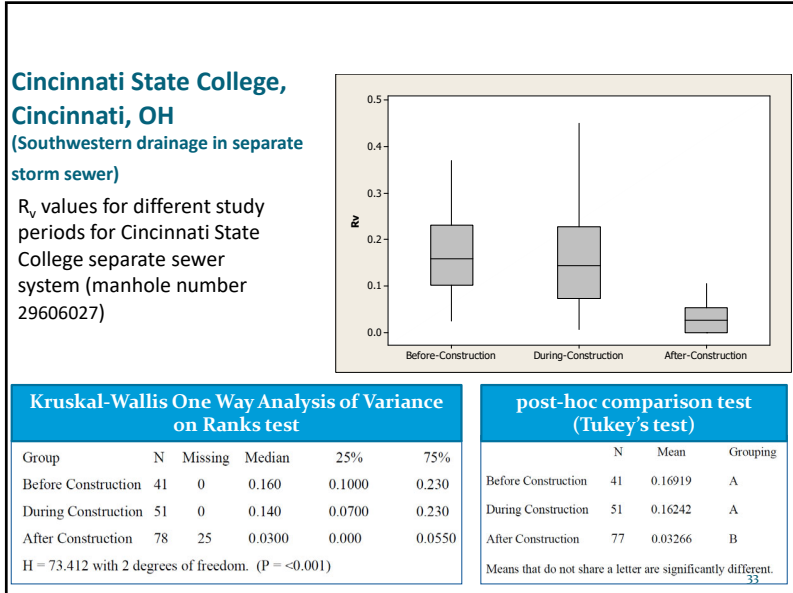 Cincinnati State College,
Cincinnati, OH
(Southwestern drainage in separate
storm sewer)
Rv values for different study
periods for Cincinnati State
College separate sewer
system (manhole number
29606027)
0.5
0.4
0.3
0.2
0.1
0.0
Rv
Before-Construction During-Construction After-Construction
Kruskal-Wallis One Way Analysis of Variance
on Ranks test
Group N Missing Median 25% 75%
Before Construction 41 0 0.160 0.1000 0.230
During Construction 51 0 0.140 0.0700 0.230
After Construction 78 25 0.0300 0.000 0.0550
H = 73.412 with 2 degrees of freedom. (P = <0.001)
post-hoc comparison test
(Tukey's test)
N Mean Grouping
Before Construction 41 0.16919 A
During Construction 51 0.16242 A
After Construction 77 0.03266 B
Means that do not share a letter are significantly different.
33